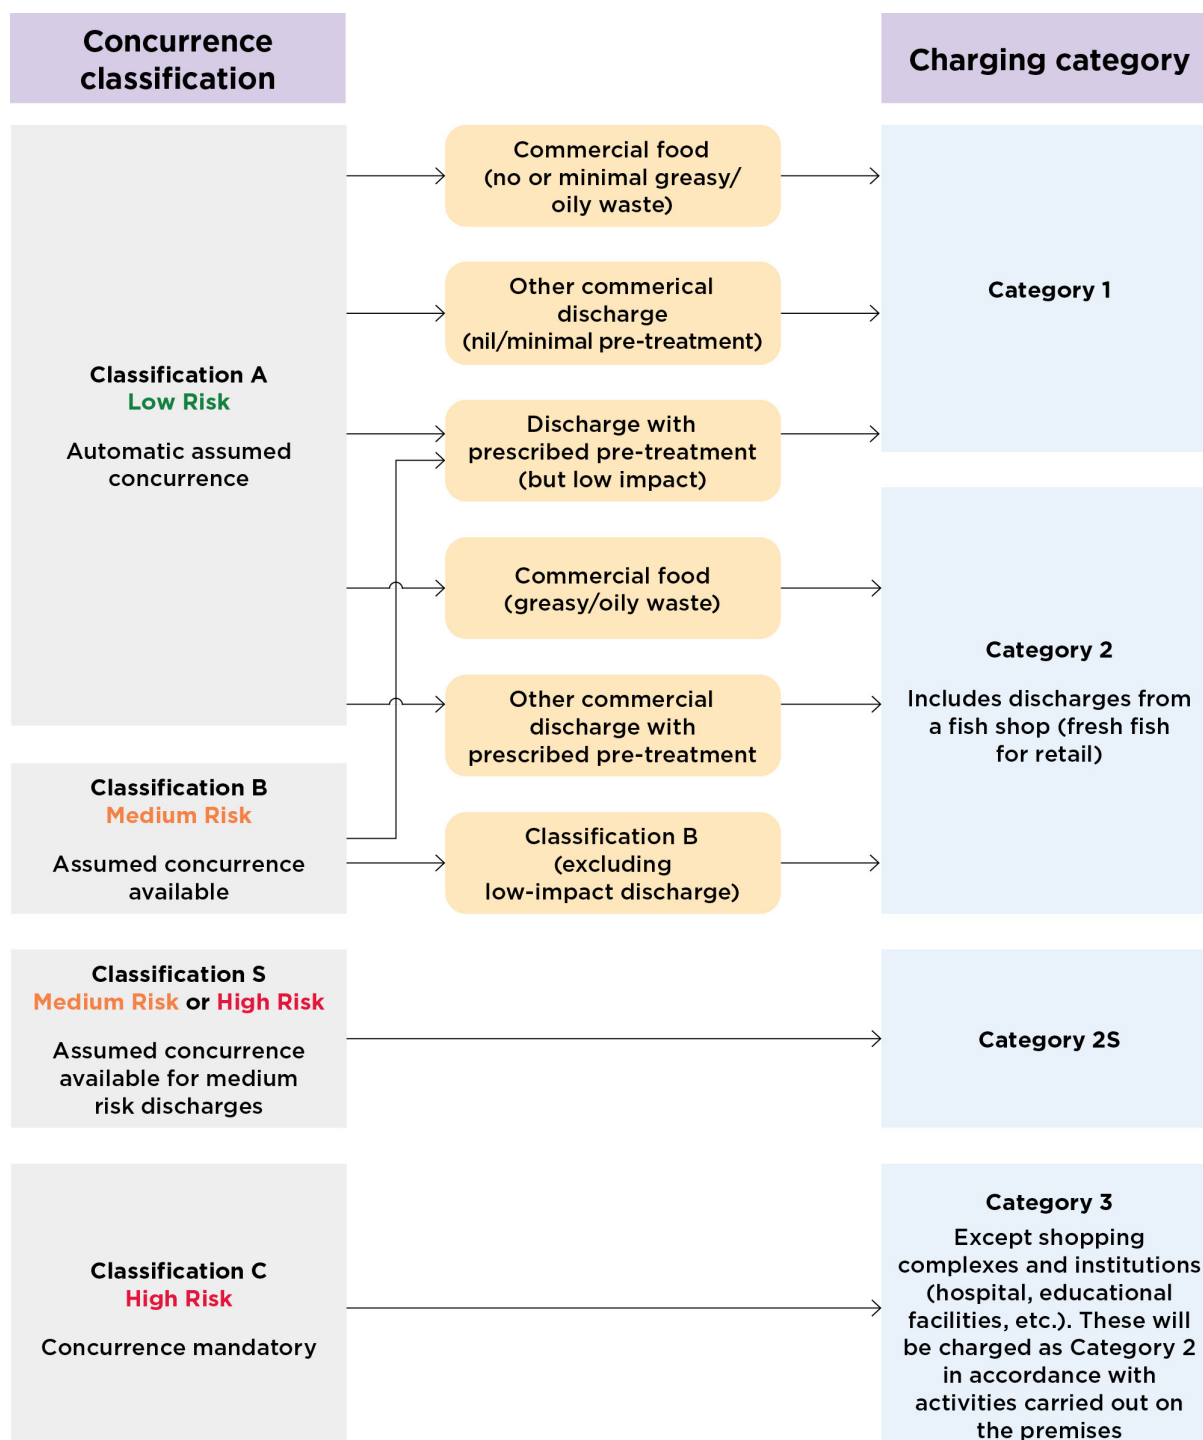 Concurrence
classification
Charging category
Classification A
Low Risk
Automatic assumed
concurrence
Commercial food
(no or minimal greasy/
oily waste)
Other commerical
discharge
(nil/minimal pre-treatment)
Discharge with
prescribed pre-treatment
(but low impact)
Commercial food
(greasy/oily waste)
Other commercial
discharge with
prescribed pre-treatment
Category 1
Category 2
Includes discharges from
a fish shop (fresh fish
for retail)
Classification B
Medium Risk
Assumed concurrence
available
Classification B
(excluding
low-impact discharge)
Classification S
Medium Risk or High Risk
Assumed concurrence
available for medium
risk discharges
Category 2S
Classification C
High Risk
Concurrence mandatory
Category 3
Except shopping
complexes and institutions
(hospital, educational
facilities, etc.). These will
be charged as Category 2
in accordance with
activities carried out on
the premises